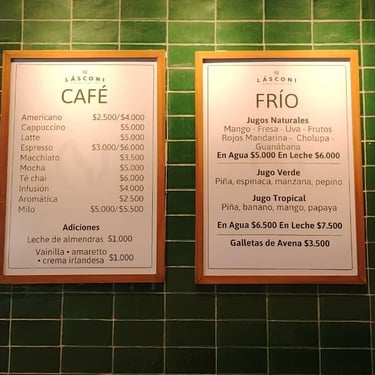 LÁSCONI
CAFÉ
Americano $2.500/$4.000
Cappuccino $5.000
Latte $5.000
Espresso $3.000/$6.000
Macchiato $3.500
Mocha $5.000
Té chai $6.000
Infusión $4.000
Aromática $2.500
Milo $5.000/$5.500
Adiciones
Leche de almendras $1.000
Vainilla • amaretto
• crema irlandesa $1.000
LÁSCONI
FRÍO
Jugos Naturales
Mango - Fresa - Uva - Frutos
Rojos Mandarina - Cholupa -
Guanábana
En Agua $5.000 En Leche $6.000
Jugo Verde
Piña, espinaca, manzana, pepino
Jugo Tropical
Piña, banano, mango, papaya
En Agua $6.500 En Leche $7.500
Galletas de Avena $3.500